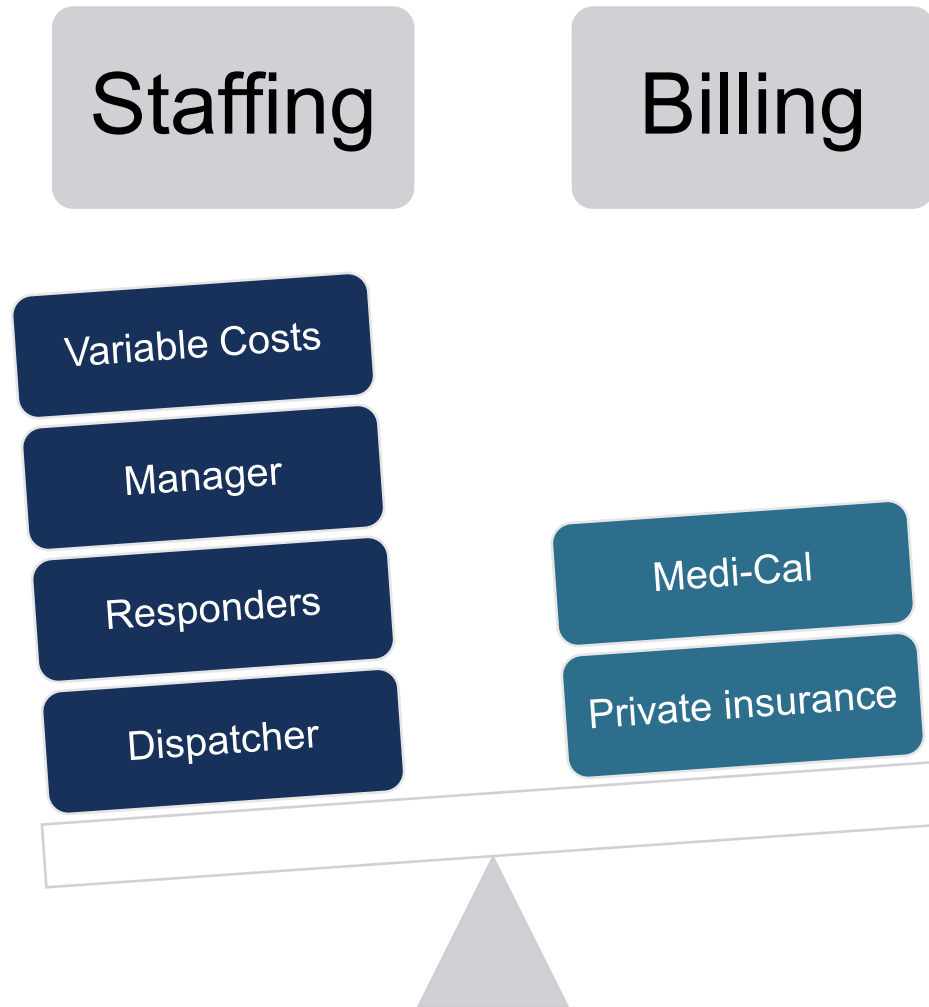 Staffing
Billing
Variable Costs
Manager
Responders
Dispatcher
Medi-Cal
Private insurance